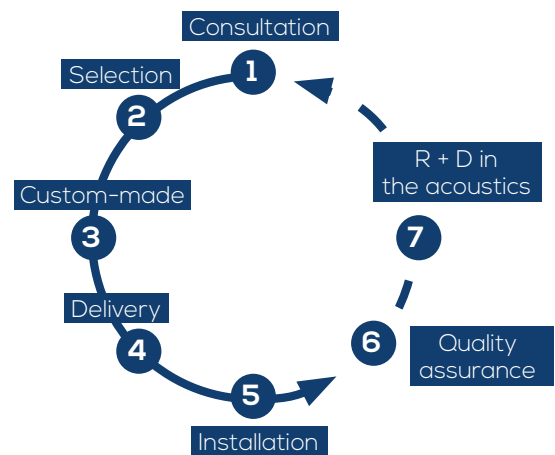 Consultation
1
Selection
2
Custom-made
3
Delivery
4
5
Installation
6
Quality
assurance
7
R + D in
the acoustics